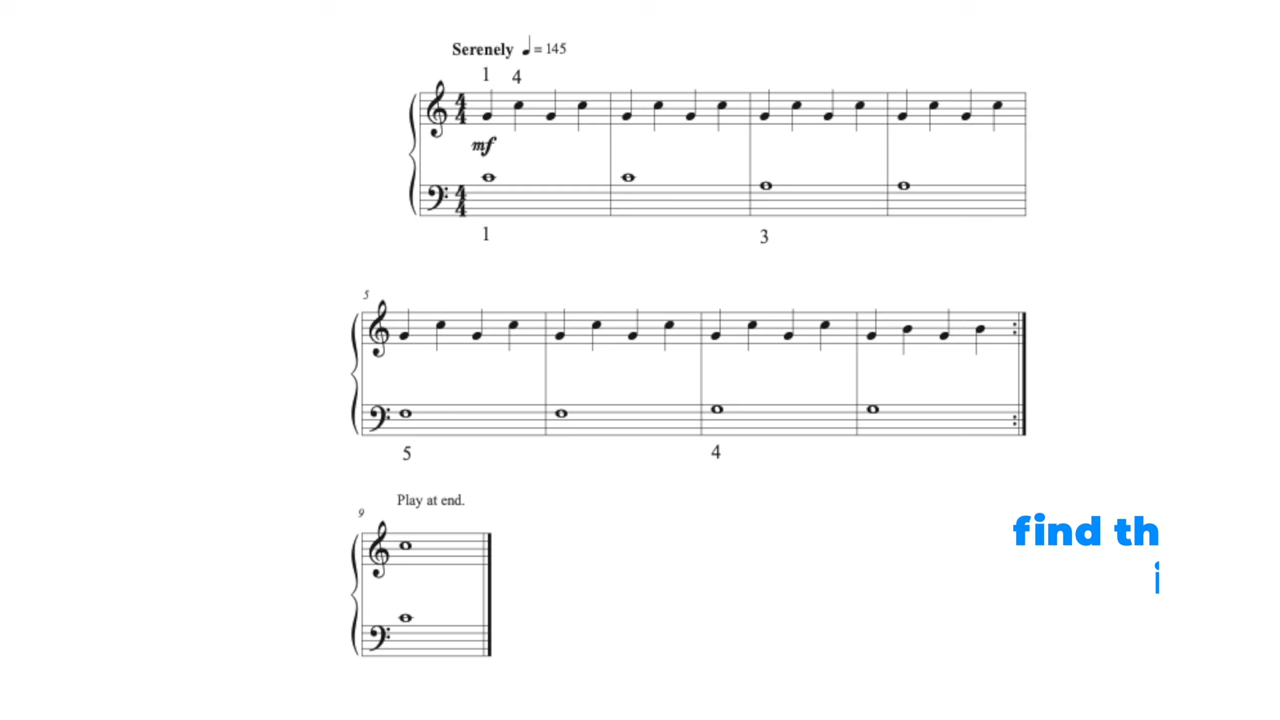 Serenely ♩ = 145
1 4
mf
1 3
5
5 4
Play at end.
9
find th
i